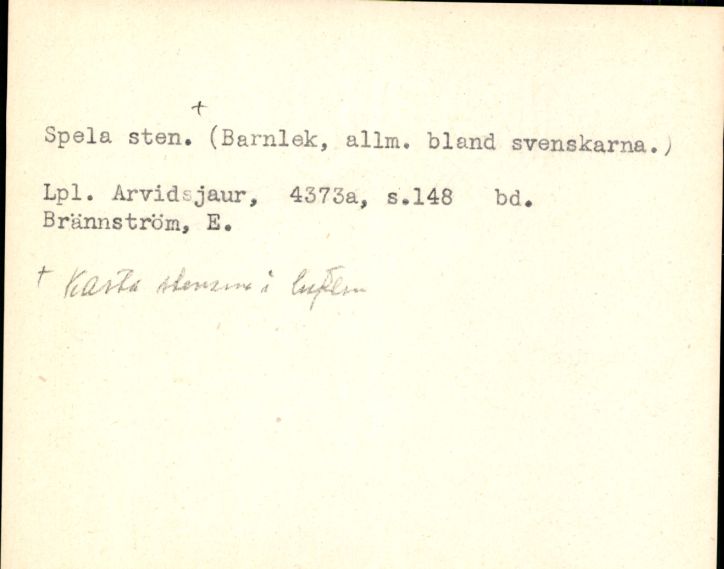 +
Spela sten. (Barnlek, allm. bland svenskarna.)
Lpl. Arvidsjaur, 4373a, s.148 bd.
Brännström, E.
+ Kasta stenarna i luften